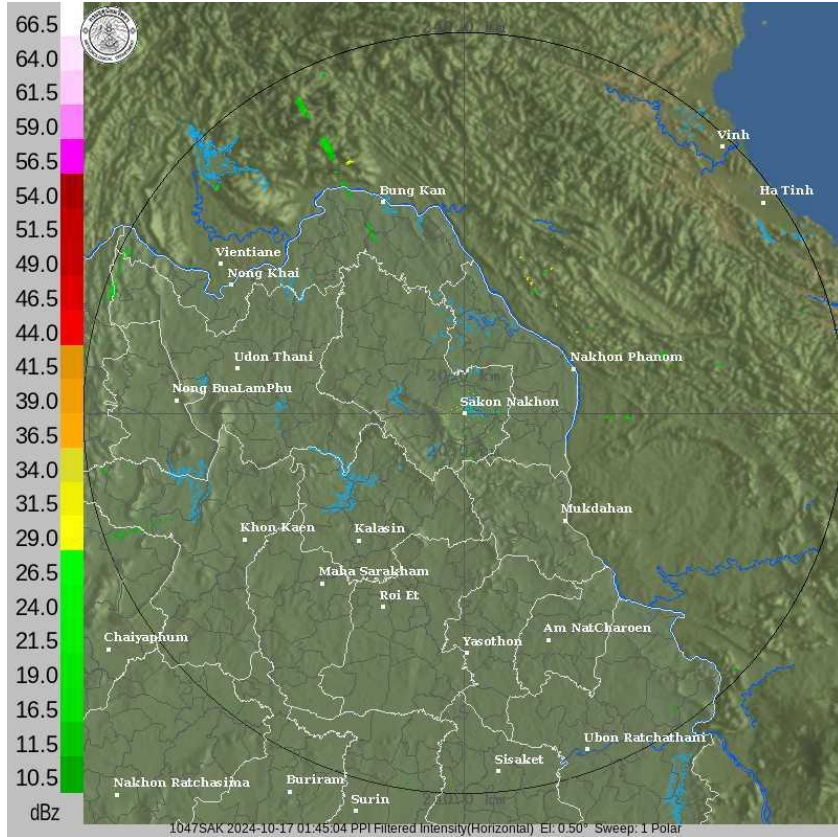 66.5
64.0
61.5
59.0
56.5
54.0
51.5
49.0
46.5
44.0
41.5
39.0
36.5
34.0
31.5
29.0
26.5
24.0
21.5
19.0
16.5
11.5
10.5
dBz
Vinh
Bung Kan
Ha Tinh
Vientiane
Nong Khai
Udon Thani
Nakhon Phanom
Nong BuaLamPhu
Sakon Nakhon
Mukdahan
Khon Kaen
Kalasin
Maha Sarakham
Roi Et
Chaiyaphum
Yasothon
Am NatCharoen
Ubon Ratchathani
Sisaket
Nakhon Ratchasima
Buriram
Surin
1047SAK 2024-10-17 01:45:04 PPI Filtered Intensity(Horizontal) El: 0.50° Sweep: 1 Polar